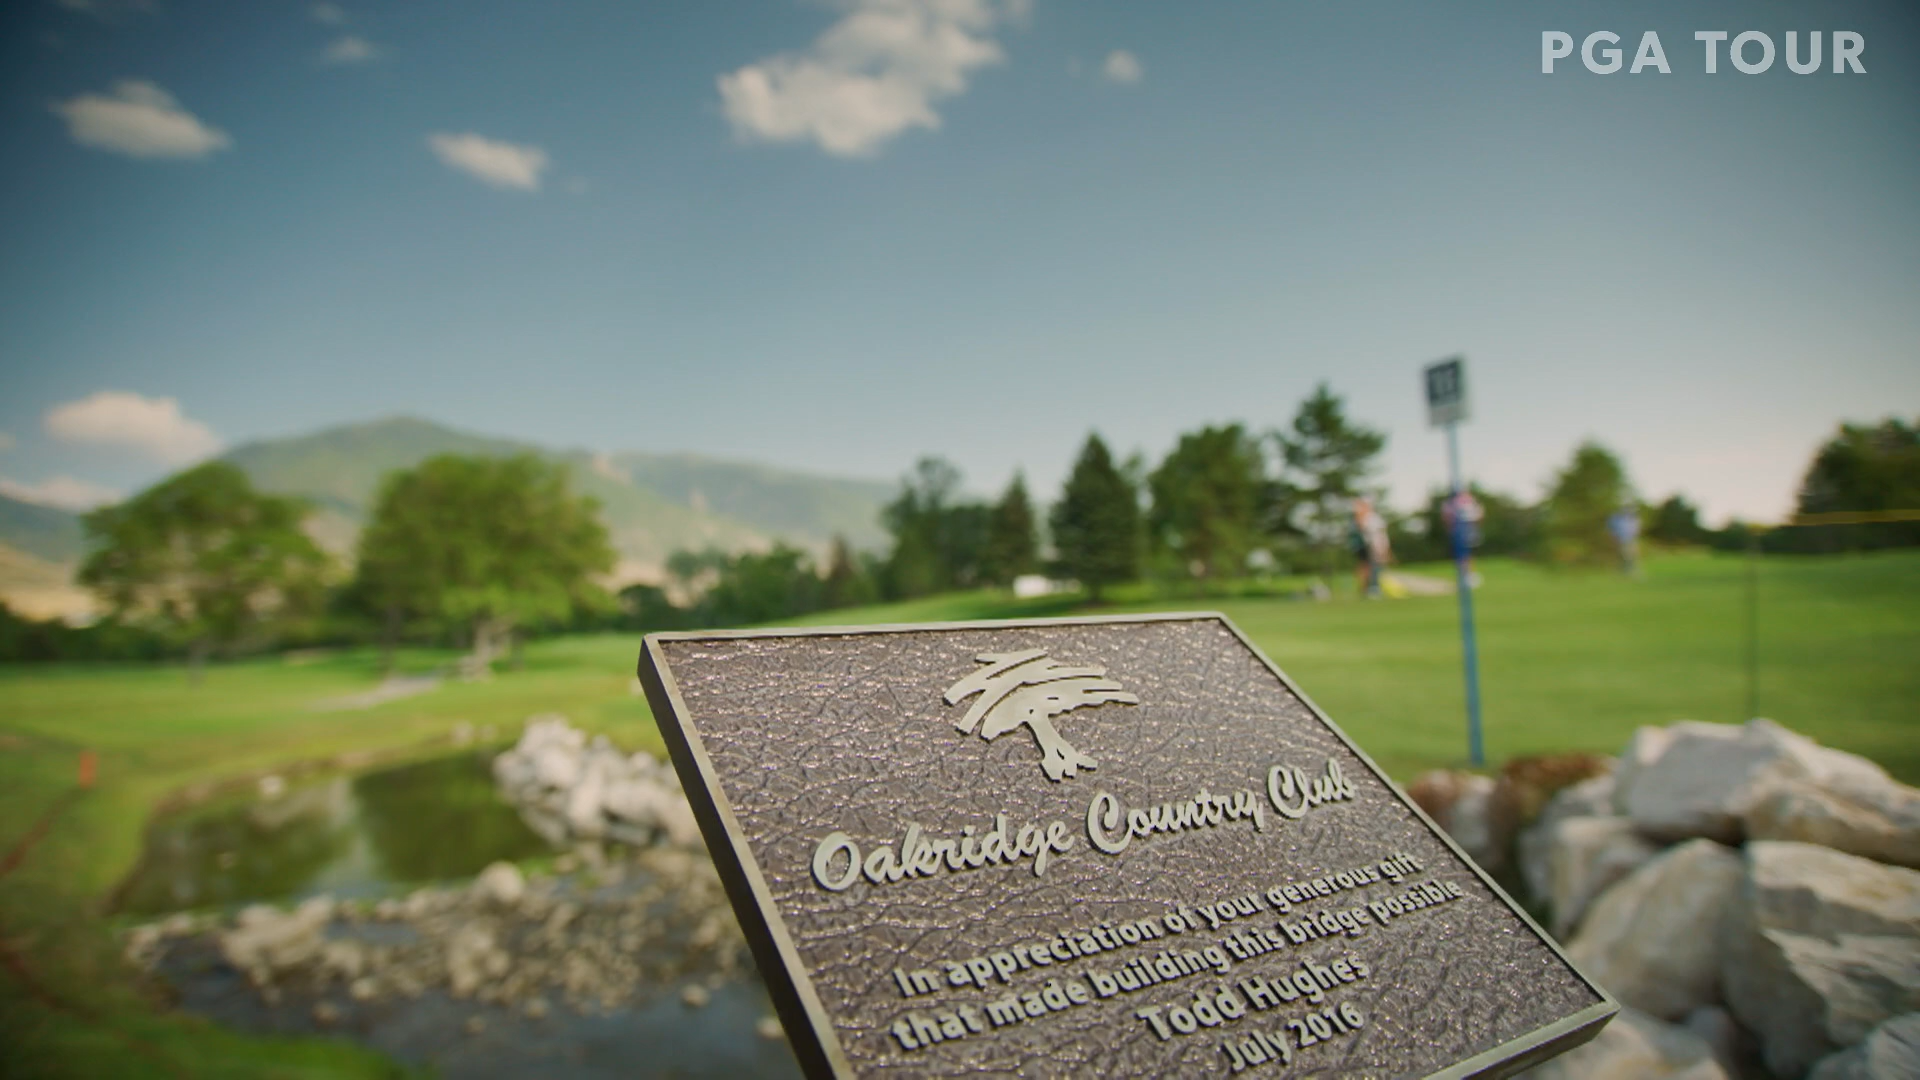 PGA TOUR
Oakridge Country Club
In appreciation of your generous gift
that made building this bridge possible
Todd Hughes
July 2016